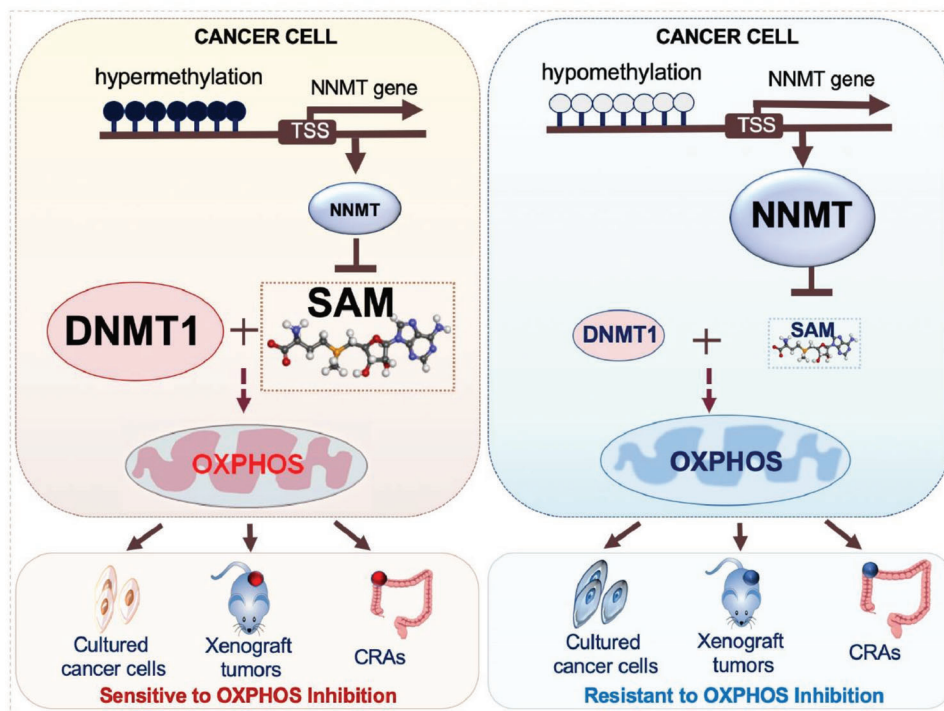 CANCER CELL
hypermethylation
NNMT gene
TSS
NNMT
SAM
DNMT1
+
OXPHOS
Cultured
cancer cells
Xenograft
tumors
CRAs
Sensitive to OXPHOS Inhibition
CANCER CELL
hypomethylation
NNMT gene
TSS
NNMT
SAM
DNMT1
+
OXPHOS
Cultured
cancer cells
Xenograft
tumors
CRAs
Resistant to OXPHOS Inhibition